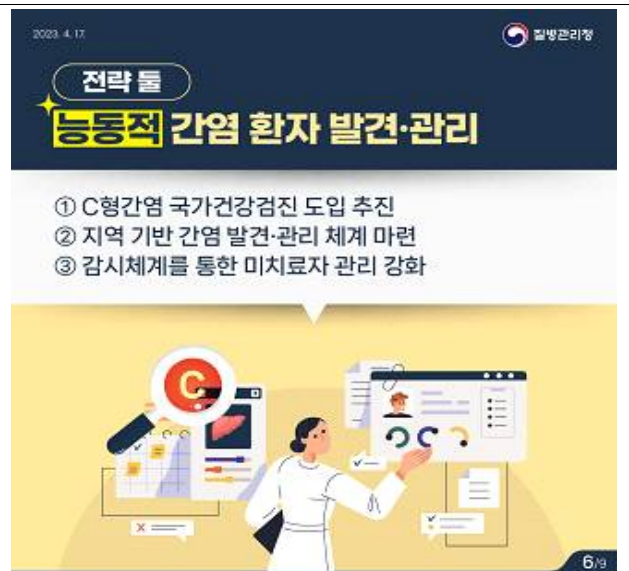 2023. 4. 17.
질병관리청
전략 둘
능동적 간염 환자 발견·관리
① C형간염 국가건강검진 도입 추진
② 지역 기반 간염 발견·관리 체계 마련
③ 감시체계를 통한 미치료자 관리 강화
C
6/9